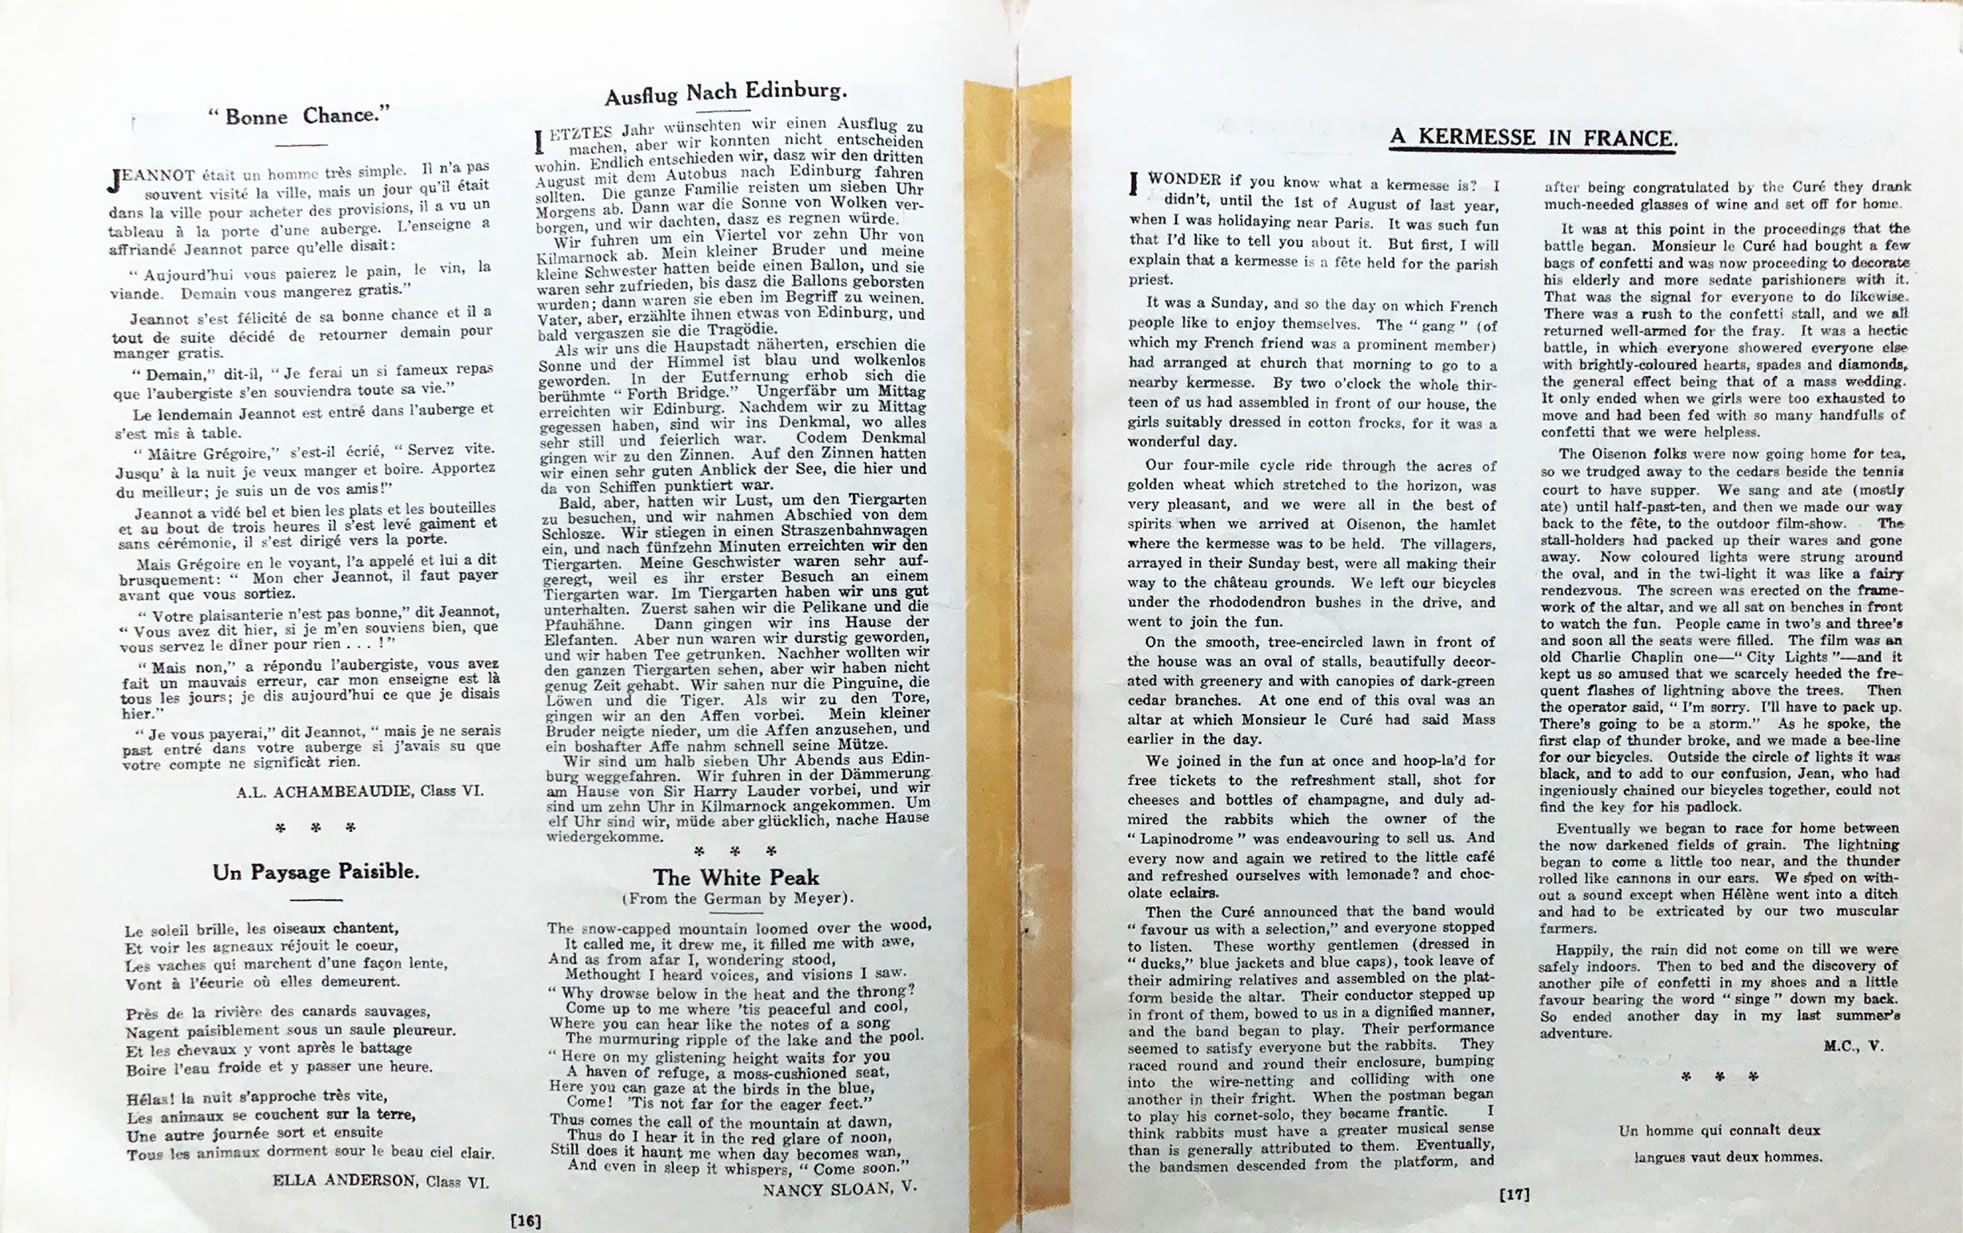 “ Bonne Chance.”
JEANNOT était un homme très simple. Il n'a pas
souvent visité la ville, mais un jour qu'il était
dans la ville pour acheter des provisions, il a vu un
tableau à la porte d'une auberge. L'enseigne a
affriandé Jeannot parce qu'elle disait:
“ Aujourd'hui vous paierez le pain, le vin, la
viande. Demain vous mangerez gratis.”
Jeannot s'est félicité de sa bonne chance et il a
tout de suite décidé de retourner demain pour
manger gratis.
“ Demain,” dit-il, “ Je ferai un si fameux repas
que l'aubergiste s'en souviendra toute sa vie.”
Le lendemain Jeannot est entré dans l'auberge et
s'est mis à table.
“ Mâitre Grégoire,” s'est-il écrié, “ Servez vite.
Jusqu' à la nuit je veux manger et boire. Apportez
du meilleur; je suis un de vos amis!”
Jeannot a vidé bel et bien les plats et les bouteilles
et au bout de trois heures il s'est levé gaiment et
sans cérémonie, il s'est dirigé vers la porte.
Mais Grégoire en le voyant, l'a appelé et lui a dit
brusquement: “ Mon cher Jeannot, il faut payer
avant que vous sortiez.
“ Votre plaisanterie n'est pas bonne,” dit Jeannot,
“ Vous avez dit hier, si je m'en souviens bien, que
vous servez le dîner pour rien . . . !”
“ Mais non,” a répondu l'aubergiste, vous avez
fait un mauvais erreur, car mon enseigne est là
tous les jours; je dis aujourd'hui ce que je disais
hier.”
“ Je vous payerai,” dit Jeannot, “ mais je ne serais
past entré dans votre auberge si j'avais su que
votre compte ne significàt rien.
A.L. ACHAMBEAUDIE, Class VI.
* * *
Un Paysage Paisible.
Le soleil brille, les oiseaux chantent,
Et voir les agneaux réjouit le coeur,
Les vaches qui marchent d'une façon lente,
Vont à l'écurie où elles demeurent.
Près de la rivière des canards sauvages,
Nagent paisiblement sous un saule pleureur.
Et les chevaux y vont après le battage
Boire l'eau froide et y passer une heure.
Hélas! la nuit s'approche très vite,
Les animaux se couchent sur la terre,
Une autre journée sort et ensuite
Tous les animaux dorment sour le beau ciel clair.
ELLA ANDERSON, Class VI.
Ausflug Nach Edinburg.
LETZTES Jahr wünschten wir einen Ausflug zu
machen, aber wir konnten nicht entscheiden
wohin. Endlich entschieden wir, dasz wir den dritten
August mit dem Autobus nach Edinburg fahren
sollten. Die ganze Familie reisten um sieben Uhr
Morgens ab. Dann war die Sonne von Wolken ver-
borgen, und wir dachten, dasz es regnen würde.
Wir fuhren um ein Viertel vor zehn Uhr von
Kilmarnock ab. Mein kleiner Bruder und meine
kleine Schwester hatten beide einen Ballon, und sie
waren sehr zufrieden, bis dasz die Ballons geborsten
wurden; dann waren sie eben im Begriff zu weinen.
Vater, aber, erzählte ihnen etwas von Edinburg, und
bald vergaszen sie die Tragödie.
Als wir uns die Haupstadt näherten, erschien die
Sonne und der Himmel ist blau und wolkenlos
geworden. In der Eutfernung erhob sich die
berühmte “ Forth Bridge.” Ungerfäbr um Mittag
erreichten wir Edinburg. Nachdem wir zu Mittag
gegessen haben, sind wir ins Denkmal, wo alles
sehr still und feierlich war. Codem Denkmal
gingen wir zu den Zinnen. Auf den Zinnen hatten
wir einen sehr guten Anblick der See, die hier und
da von Schiffen punktiert war.
Bald, aber, hatten wir Lust, um den Tiergarten
zu besuchen, und wir nahmen Abschied von dem
Schlosze. Wir stiegen in einen Straszenbahnwagen
ein, und nach fünfzehn Minuten erreichten wir den
Tiergarten. Meine Geschwister waren sehr auf-
geregt, weil es ihr erster Besuch an einem
Tiergarten war. Im Tiergarten haben wir uns gut
unterhalten. Zuerst sahen wir die Pelikane und die
Pfauhähne. Dann gingen wir ins Hause der
Elefanten. Aber nun waren wir durstig geworden,
und wir haben Tee getrunken. Nachher wollten wir
den ganzen Tiergarten sehen, aber wir haben nicht
genug Zeit gehabt. Wir sahen nur die Pinguine, die
Löwen und die Tiger. Als wir zu den Tore,
gingen wir an den Affen vorbei. Mein kleiner
Bruder neigte nieder, um die Affen anzusehen, und
ein boshafter Affe nahm schnell seine Mütze.
Wir sind um halb sieben Uhr Abends aus Edin-
burg weggefahren. Wir fuhren in der Dämmerung
am Hause von Sir Harry Lauder vorbei, und wir
sind um zehn Uhr in Kilmarnock angekommen. Um
elf Uhr sind wir, müde aber glücklich, nache Hause
wiedergekomme.
* * *
The White Peak
(From the German by Meyer).
The snow-capped mountain loomed over the wood,
It called me, it drew me, it filled me with awe,
And as from afar I, wondering stood,
Methought I heard voices, and visions I saw.
“ Why drowse below in the heat and the throng?
Come up to me where 'tis peaceful and cool,
Where you can hear like the notes of a song
The murmuring ripple of the lake and the pool.
“ Here on my glistening height waits for you
A haven of refuge, a moss-cushioned seat,
Here you can gaze at the birds in the blue,
Come! 'Tis not far for the eager feet.”
Thus comes the call of the mountain at dawn,
Thus do I hear it in the red glare of noon,
Still does it haunt me when day becomes wan,
And even in sleep it whispers, “ Come soon.”
NANCY SLOAN, V.
[16]
A KERMESSE IN FRANCE.
I WONDER if you know what a kermesse is? I
didn't, until the 1st of August of last year,
when I was holidaying near Paris. It was such fun
that I'd like to tell you about it. But first, I will
explain that a kermesse is a fête held for the parish
priest.
It was a Sunday, and so the day on which French
people like to enjoy themselves. The “ gang ” (of
which my French friend was a prominent member)
had arranged at church that morning to go to a
nearby kermesse. By two o'clock the whole thir-
teen of us had assembled in front of our house, the
girls suitably dressed in cotton frocks, for it was a
wonderful day.
Our four-mile cycle ride through the acres of
golden wheat which stretched to the horizon, was
very pleasant, and we were all in the best of
spirits when we arrived at Oisenon, the hamlet
where the kermesse was to be held. The villagers,
arrayed in their Sunday best, were all making their
way to the château grounds. We left our bicycles
under the rhododendron bushes in the drive, and
went to join the fun.
On the smooth, tree-encircled lawn in front of
the house was an oval of stalls, beautifully decor-
ated with greenery and with canopies of dark-green
cedar branches. At one end of this oval was an
altar at which Monsieur le Curé had said Mass
earlier in the day.
We joined in the fun at once and hoop-la'd for
free tickets to the refreshment stall, shot for
cheeses and bottles of champagne, and duly ad-
mired the rabbits which the owner of the
“ Lapinodrome ” was endeavouring to sell us. And
every now and again we retired to the little café
and refreshed ourselves with lemonade? and choc-
olate eclairs.
Then the Curé announced that the band would
“ favour us with a selection,” and everyone stopped
to listen. These worthy gentlemen (dressed in
“ ducks,” blue jackets and blue caps), took leave of
their admiring relatives and assembled on the plat-
form beside the altar. Their conductor stepped up
in front of them, bowed to us in a dignified manner,
and the band began to play. Their performance
seemed to satisfy everyone but the rabbits. They
raced round and round their enclosure, bumping
into the wire-netting and colliding with one
another in their fright. When the postman began
to play his cornet-solo, they became frantic. I
think rabbits must have a greater musical sense
than is generally attributed to them. Eventually,
the bandsmen descended from the platform, and
after being congratulated by the Curé they drank
much-needed glasses of wine and set off for home.
It was at this point in the proceedings that the
battle began. Monsieur le Curé had bought a few
bags of confetti and was now proceeding to decorate
his elderly and more sedate parishioners with it.
That was the signal for everyone to do likewise.
There was a rush to the confetti stall, and we all
returned well-armed for the fray. It was a hectic
battle, in which everyone showered everyone else
with brightly-coloured hearts, spades and diamonds,
the general effect being that of a mass wedding.
It only ended when we girls were too exhausted to
move and had been fed with so many handfulls of
confetti that we were helpless.
The Oisenon folks were now going home for tea,
so we trudged away to the cedars beside the tennis
court to have supper. We sang and ate (mostly
ate) until half-past-ten, and then we made our way
back to the fête, to the outdoor film-show. The
stall-holders had packed up their wares and gone
away. Now coloured lights were strung around
the oval, and in the twi-light it was like a fairy
rendezvous. The screen was erected on the frame-
work of the altar, and we all sat on benches in front
to watch the fun. People came in two's and three's
and soon all the seats were filled. The film was an
old Charlie Chaplin one—“ City Lights ”—and it
kept us so amused that we scarcely heeded the fre-
quent flashes of lightning above the trees. Then
the operator said, “ I'm sorry. I'll have to pack up.
There's going to be a storm.” As he spoke, the
first clap of thunder broke, and we made a bee-line
for our bicycles. Outside the circle of lights it was
black, and to add to our confusion, Jean, who had
ingeniously chained our bicycles together, could not
find the key for his padlock.
Eventually we began to race for home between
the now darkened fields of grain. The lightning
began to come a little too near, and the thunder
rolled like cannons in our ears. We sped on with-
out a sound except when Hélène went into a ditch
and had to be extricated by our two muscular
farmers.
Happily, the rain did not come on till we were
safely indoors. Then to bed and the discovery of
another pile of confetti in my shoes and a little
favour bearing the word “ singe ” down my back.
So ended another day in my last summer's
adventure.
M.C., V.
* * *
Un homme qui connaît deux
langues vaut deux hommes.
[17]